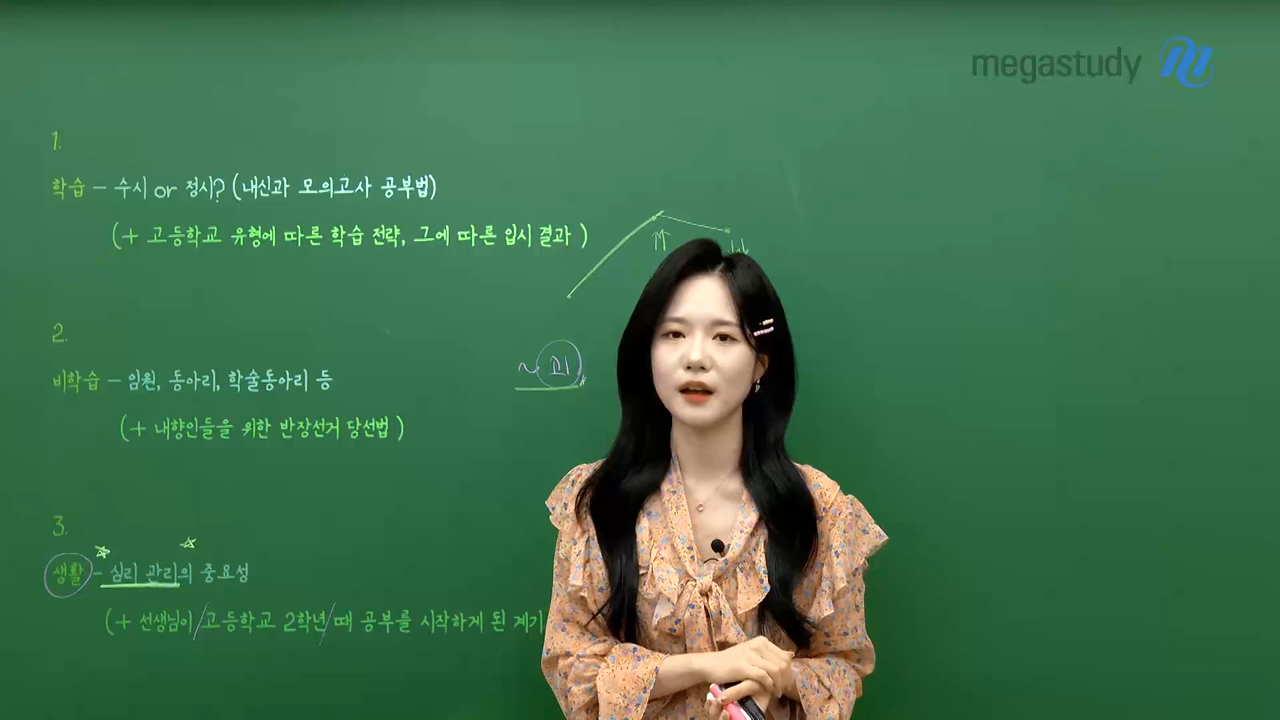 megastudy
1.
학습 - 수시 or 정시? (내신과 모의고사 공부법)
(+ 고등학교 유형에 따른 학습 전략, 그에 따른 입시 결과 )
2.
비학습 - 임원, 동아리, 학술동아리 등
(+ 내향인들을 위한 반장선거 당선법 )
~ 고1
3.
생활 - 심리 관리의 중요성
(+ 선생님이/고등학교 2학년/때 공부를 시작하게 된 계기